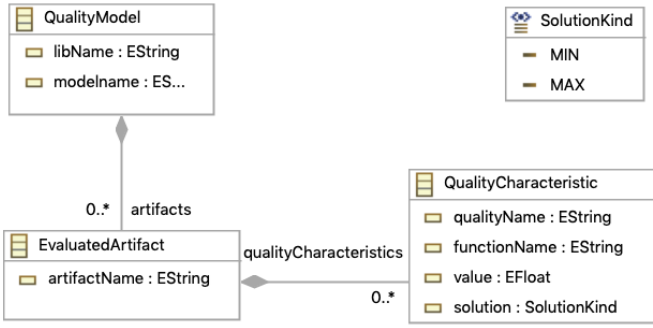 QualityModel
libName : EString
modelname : ES...
SolutionKind
MIN
MAX
0..*
artifacts
EvaluatedArtifact
artifactName : EString
qualityCharacteristics
0..*
QualityCharacteristic
qualityName : EString
functionName : EString
value : EFloat
solution : SolutionKind